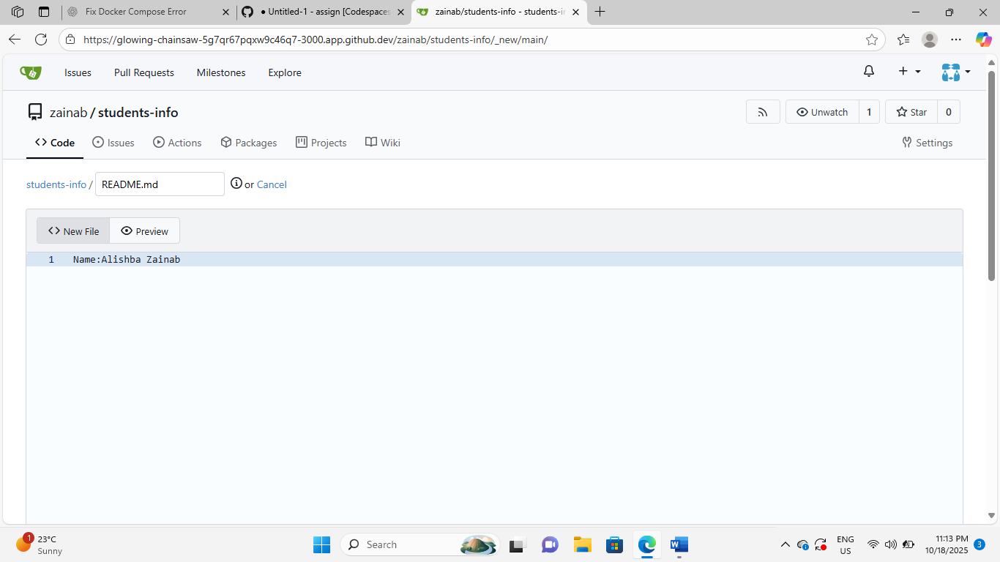 Fix Docker Compose Error
● Untitled-1 - assign [Codespaces
zainab/students-info - students-in
https://glowing-chainsaw-5g7qr67pqxw9c46q7-3000.app.github.dev/zainab/students-info/_new/main/
Issues Pull Requests Milestones Explore
zainab / students-info
Unwatch 1 Star 0
Code Issues Actions Packages Projects Wiki Settings
students-info / README.md or Cancel
New File Preview
1 Name:Alishba Zainab
1 23°C
Sunny
Search
ENG
US
11:13 PM
10/18/2025
3